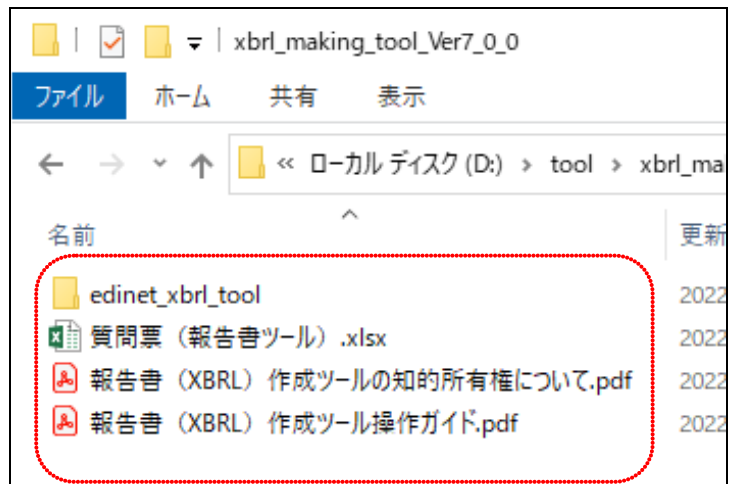 xbrl_making_tool_Ver7_0_0
ファイル ホーム 共有 表示
« ローカル ディスク (D:) › tool › xbrl_ma
名前 更新
edinet_xbrl_tool 2022
質問票（報告書ツール）.xlsx 2022
報告書（XBRL）作成ツールの知的所有権について.pdf 2022
報告書（XBRL）作成ツール操作ガイド.pdf 2022